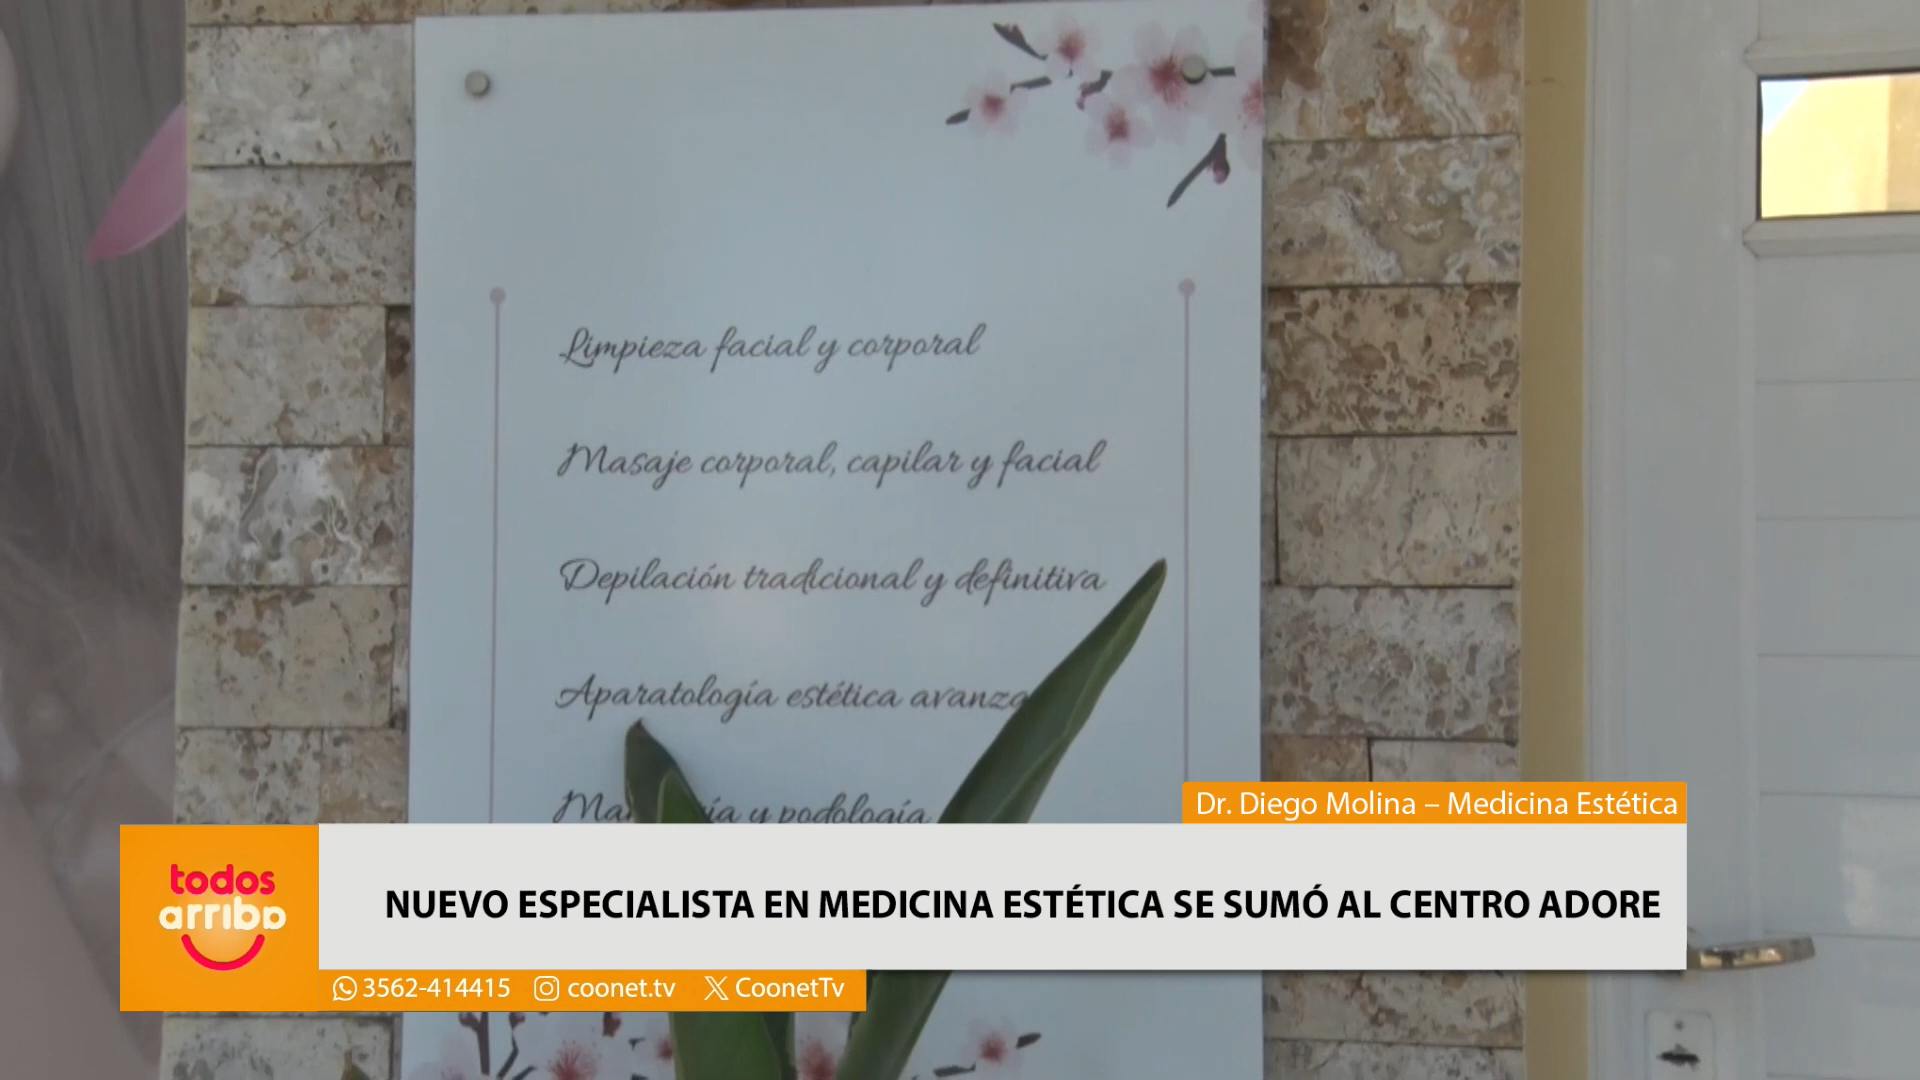 Limpieza facial y corporal
Masaje corporal, capilar y facial
Depilación tradicional y definitiva
Aparatología estética
y podología
Dr. Diego Molina – Medicina Estética
todos
arriba
NUEVO ESPECIALISTA EN MEDICINA ESTÉTICA SE SUMÓ AL CENTRO ADORE
3562-414415 coonet.tv CoonetTv